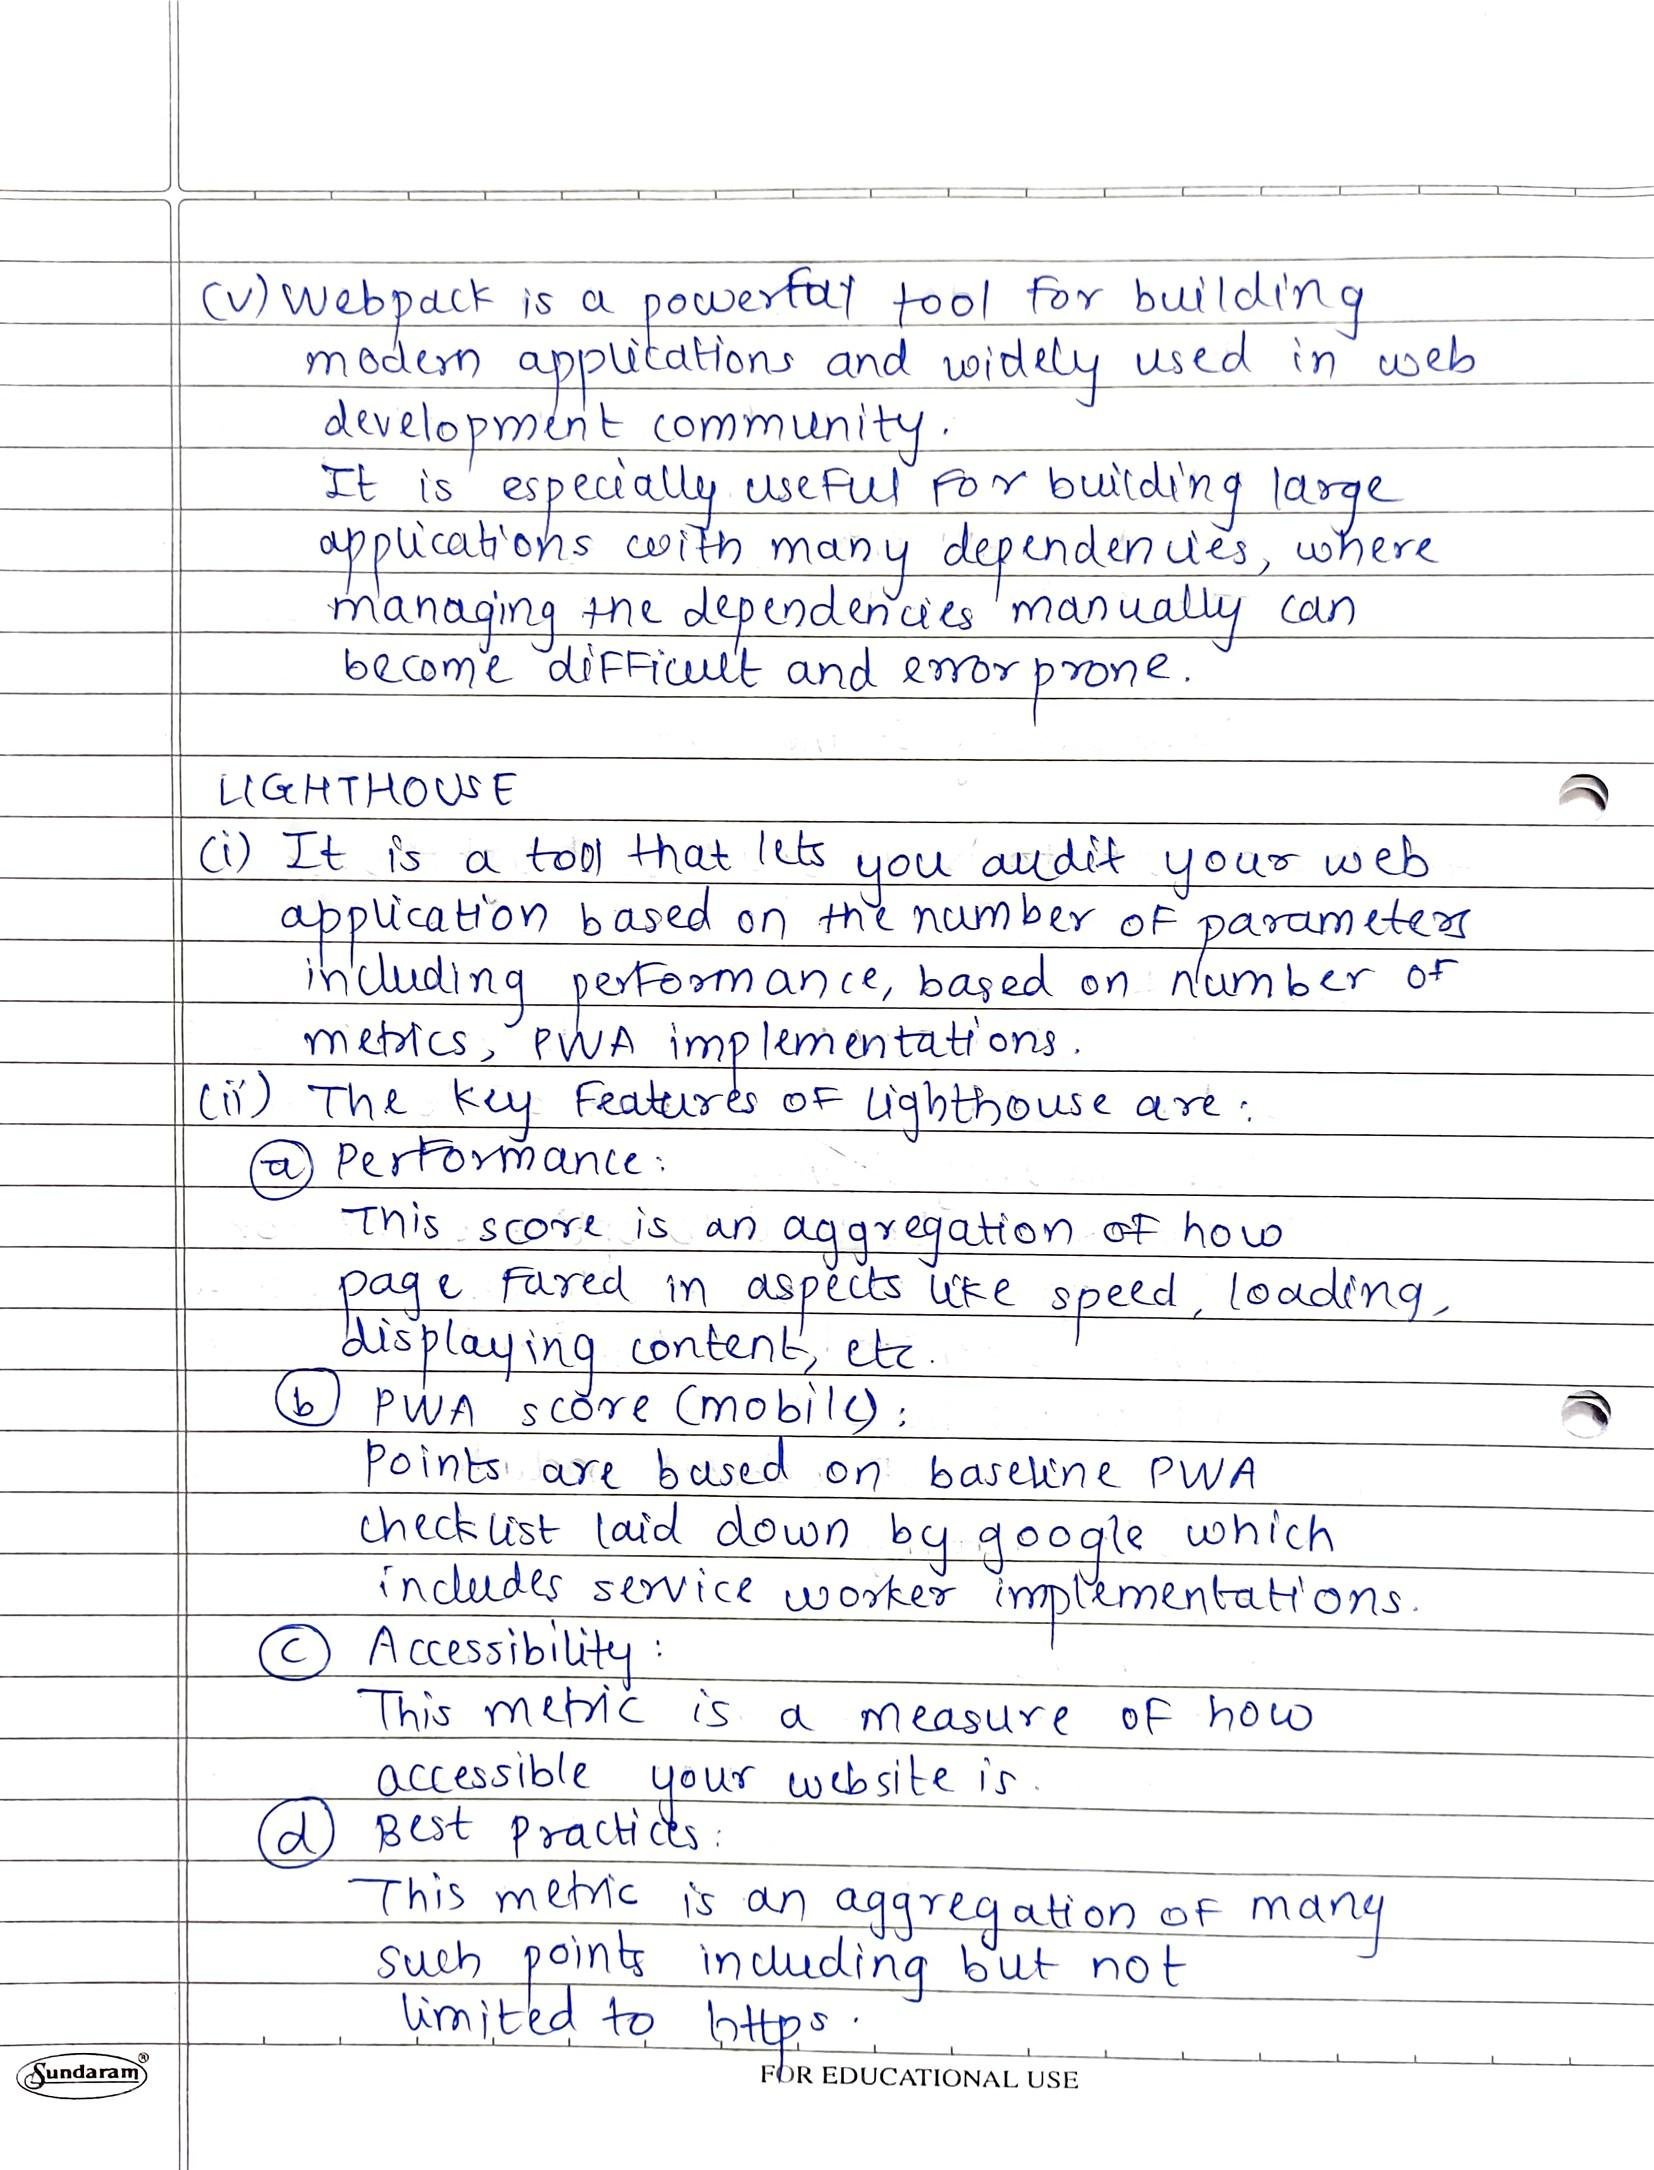 (v) Webpack is a powerful tool for building
modern applications and widely used in web
development community.
It is especially useful for building large
applications with many dependencies, where
managing the dependencies manually can
become difficult and error prone.
LIGHTHOUSE
(i) It is a tool that lets you audit your web
application based on the number of parameters
including performance, based on number of
metrics, PWA implementations.
(ii) The key features of lighthouse are:
(a) Performance:
This score is an aggregation of how
page fared in aspects like speed, loading,
displaying content, etc.
(b) PWA score (mobile):
Points are based on baseline PWA
checklist laid down by google which
includes service worker implementations.
(c) Accessibility:
This metric is a measure of how
accessible your website is.
(d) Best practices:
This metric is an aggregation of many
such points including but not
limited to https.
Sundaram®
FOR EDUCATIONAL USE